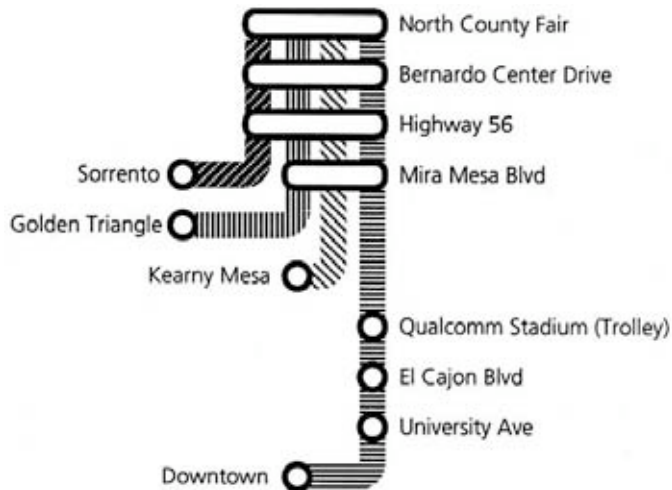 North County Fair
Bernardo Center Drive
Highway 56
Sorrento
Mira Mesa Blvd
Golden Triangle
Kearny Mesa
Qualcomm Stadium (Trolley)
El Cajon Blvd
University Ave
Downtown